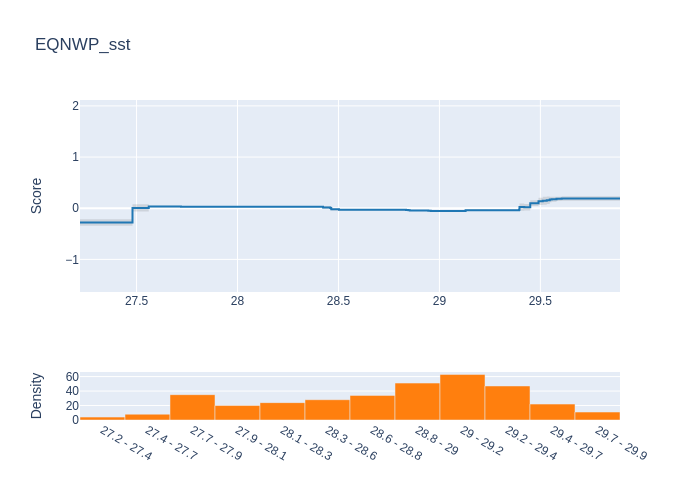 EQNWP_sst
2
1
0
−1
Score
27.5 28 28.5 29 29.5
60
40
20
0
Density
27.2 - 27.4
27.4 - 27.7
27.7 - 27.9
27.9 - 28.1
28.1 - 28.3
28.3 - 28.6
28.6 - 28.8
28.8 - 29
29 - 29.2
29.2 - 29.4
29.4 - 29.7
29.7 - 29.9